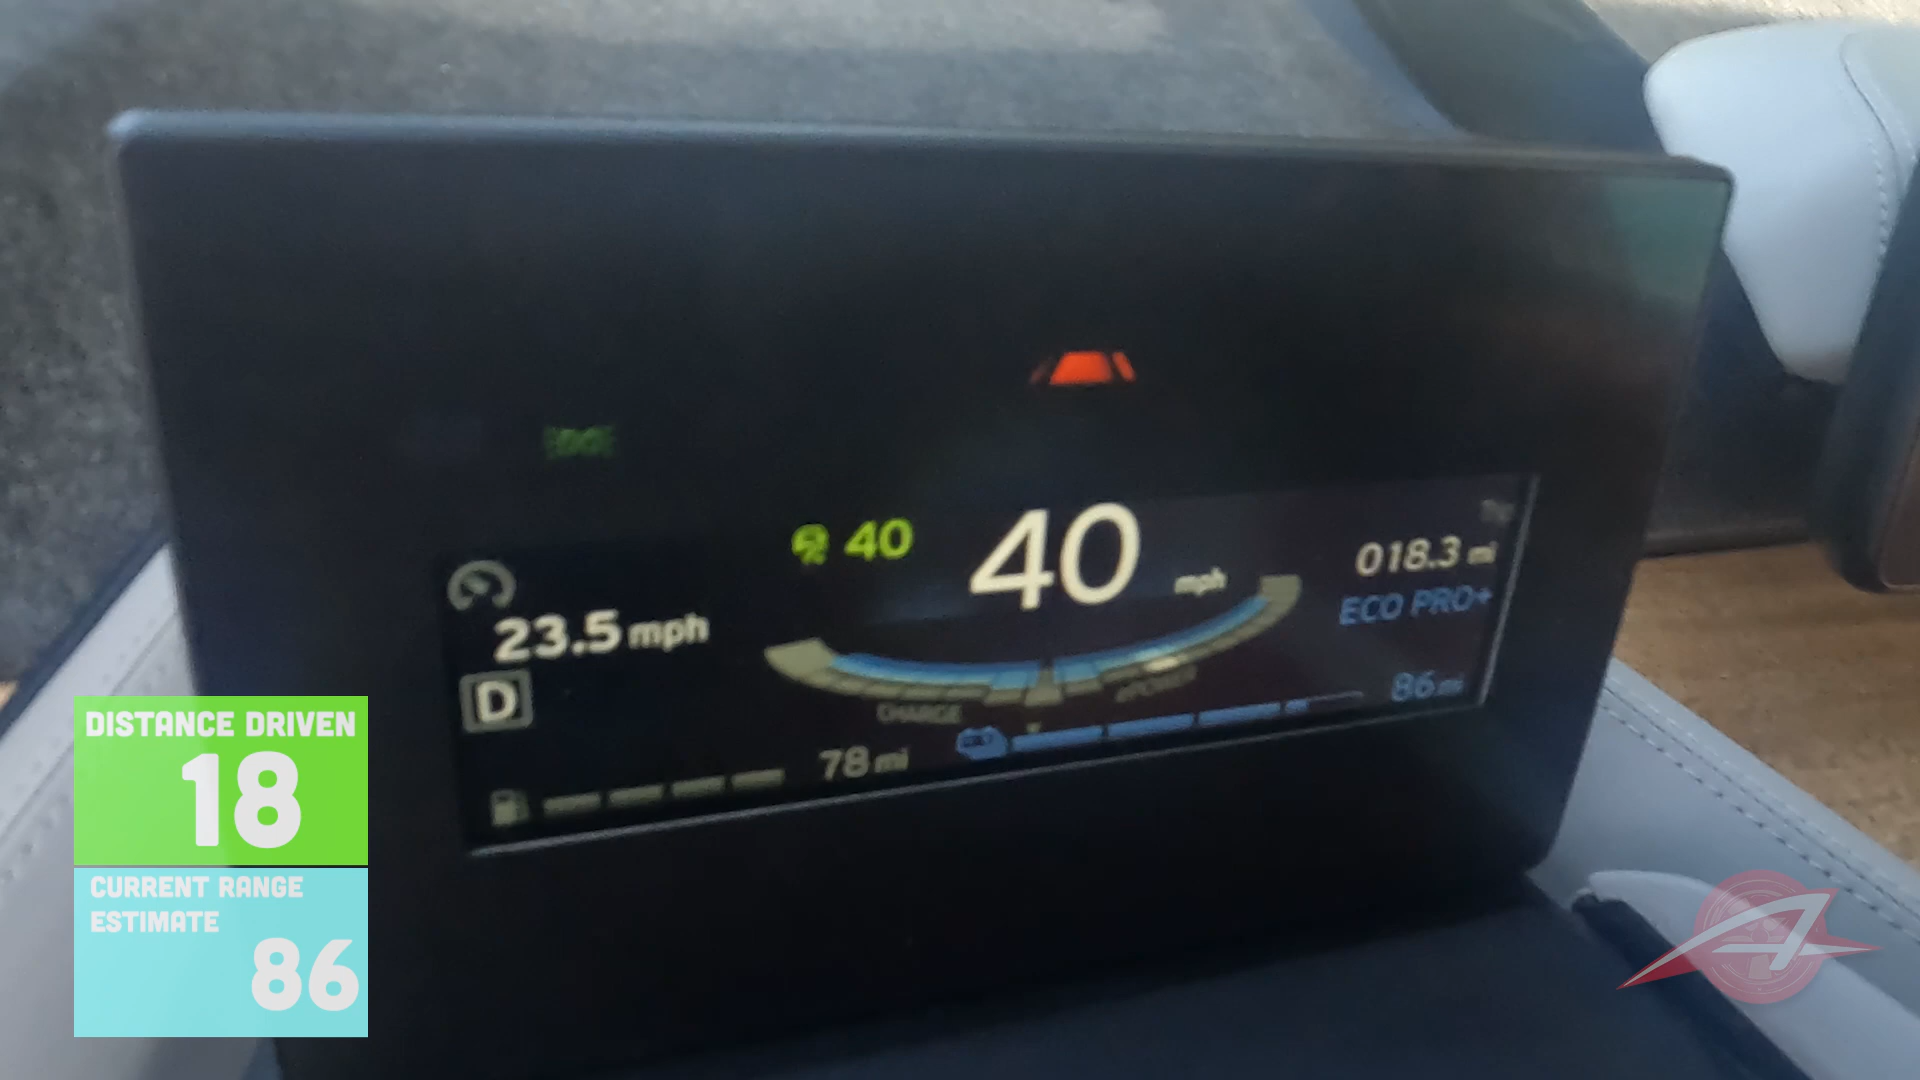 40
40 mph
018.3 mi
ECO PRO+
23.5 mph
D
CHARGE
ePOWER
86 mi
78 mi
DISTANCE DRIVEN
18
CURRENT RANGE
ESTIMATE
86